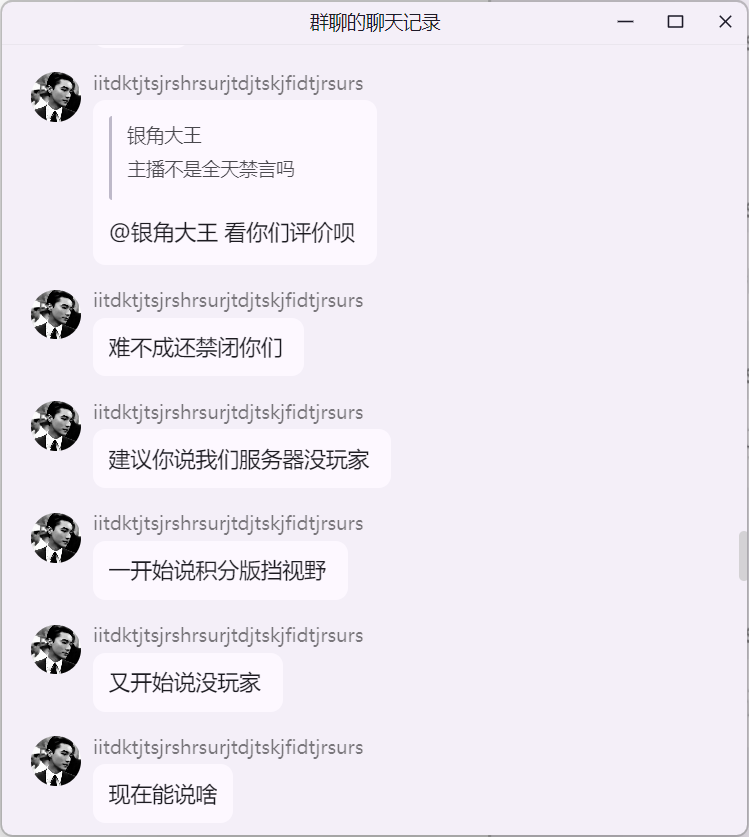 群聊的聊天记录
iitdktjtsjrshrsurjtdjtskjfidtjrsurs
银角大王
主播不是全天禁言吗
@银角大王 看你们评价呗
iitdktjtsjrshrsurjtdjtskjfidtjrsurs
难不成还禁闭你们
iitdktjtsjrshrsurjtdjtskjfidtjrsurs
建议你说我们服务器没玩家
iitdktjtsjrshrsurjtdjtskjfidtjrsurs
一开始说积分版挡视野
iitdktjtsjrshrsurjtdjtskjfidtjrsurs
又开始说没玩家
iitdktjtsjrshrsurjtdjtskjfidtjrsurs
现在能说啥